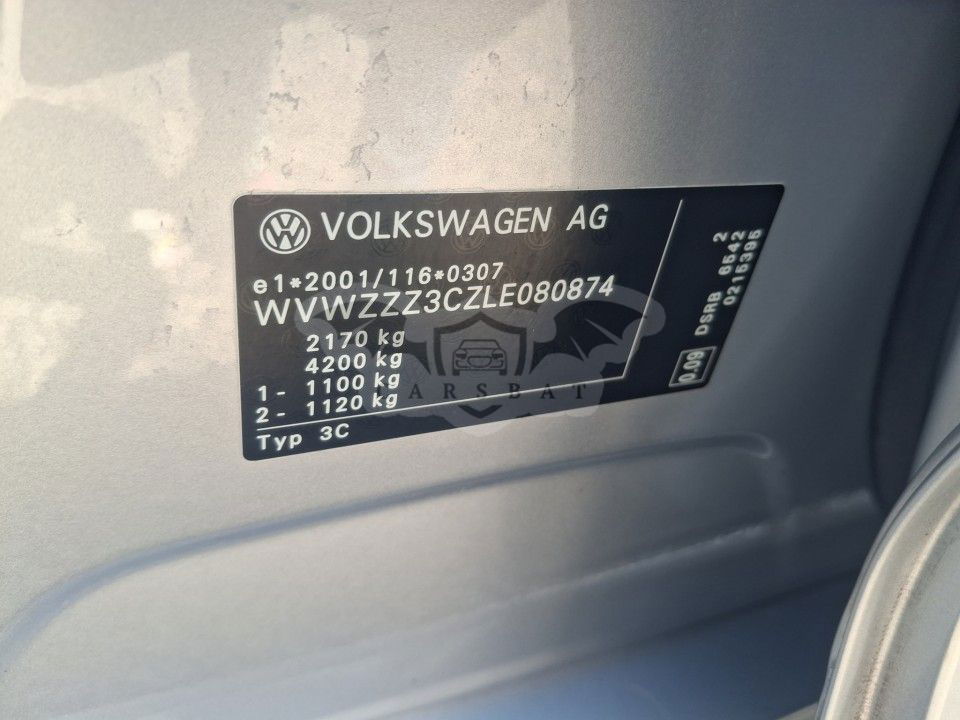 VOLKSWAGEN AG
e1*2001/116*0307
WVWZZZ3CZLE080874
2170 kg
4200 kg
1- 1100 kg
2- 1120 kg
Typ 3C
2
DSRB 6542
0215395
0.09
CARSBAT